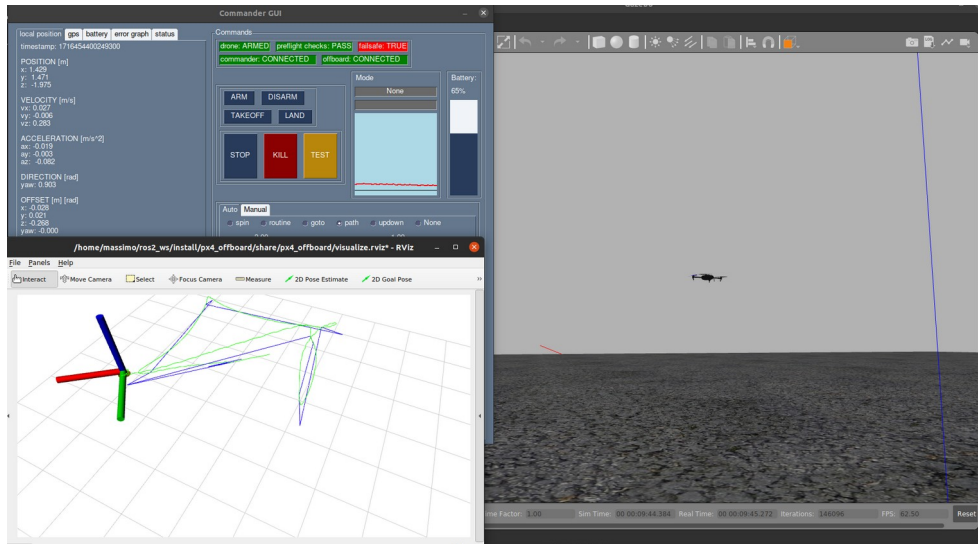 Commander GUI
local position gps battery error graph status
timestamp: 1716454400249300
POSITION [m]
x: 1.429
y: 1.471
z: -1.975
VELOCITY [m/s]
vx: 0.027
vy: -0.006
vz: 0.283
ACCELERATION [m/s^2]
ax: -0.019
ay: -0.003
az: -0.082
DIRECTION [rad]
yaw: 0.903
OFFSET [m] [rad]
x: -0.028
y: 0.021
z: -0.268
yaw: -0.000
Commands
drone: ARMED preflight checks: PASS failsafe: TRUE
commander: CONNECTED offboard: CONNECTED
ARM DISARM
TAKEOFF LAND
STOP KILL TEST
Mode
None
Battery:
65%
Auto Manual
spin routine goto path updown None
/home/massimo/ros2_ws/install/px4_offboard/share/px4_offboard/visualize.rviz* - RViz
File Panels Help
Interact Move Camera Select Focus Camera Measure 2D Pose Estimate 2D Goal Pose
me Factor: 1.00 Sim Time: 00 00:09:44.384 Real Time: 00 00:09:45.272 Iterations: 146096 FPS: 62.50 Reset